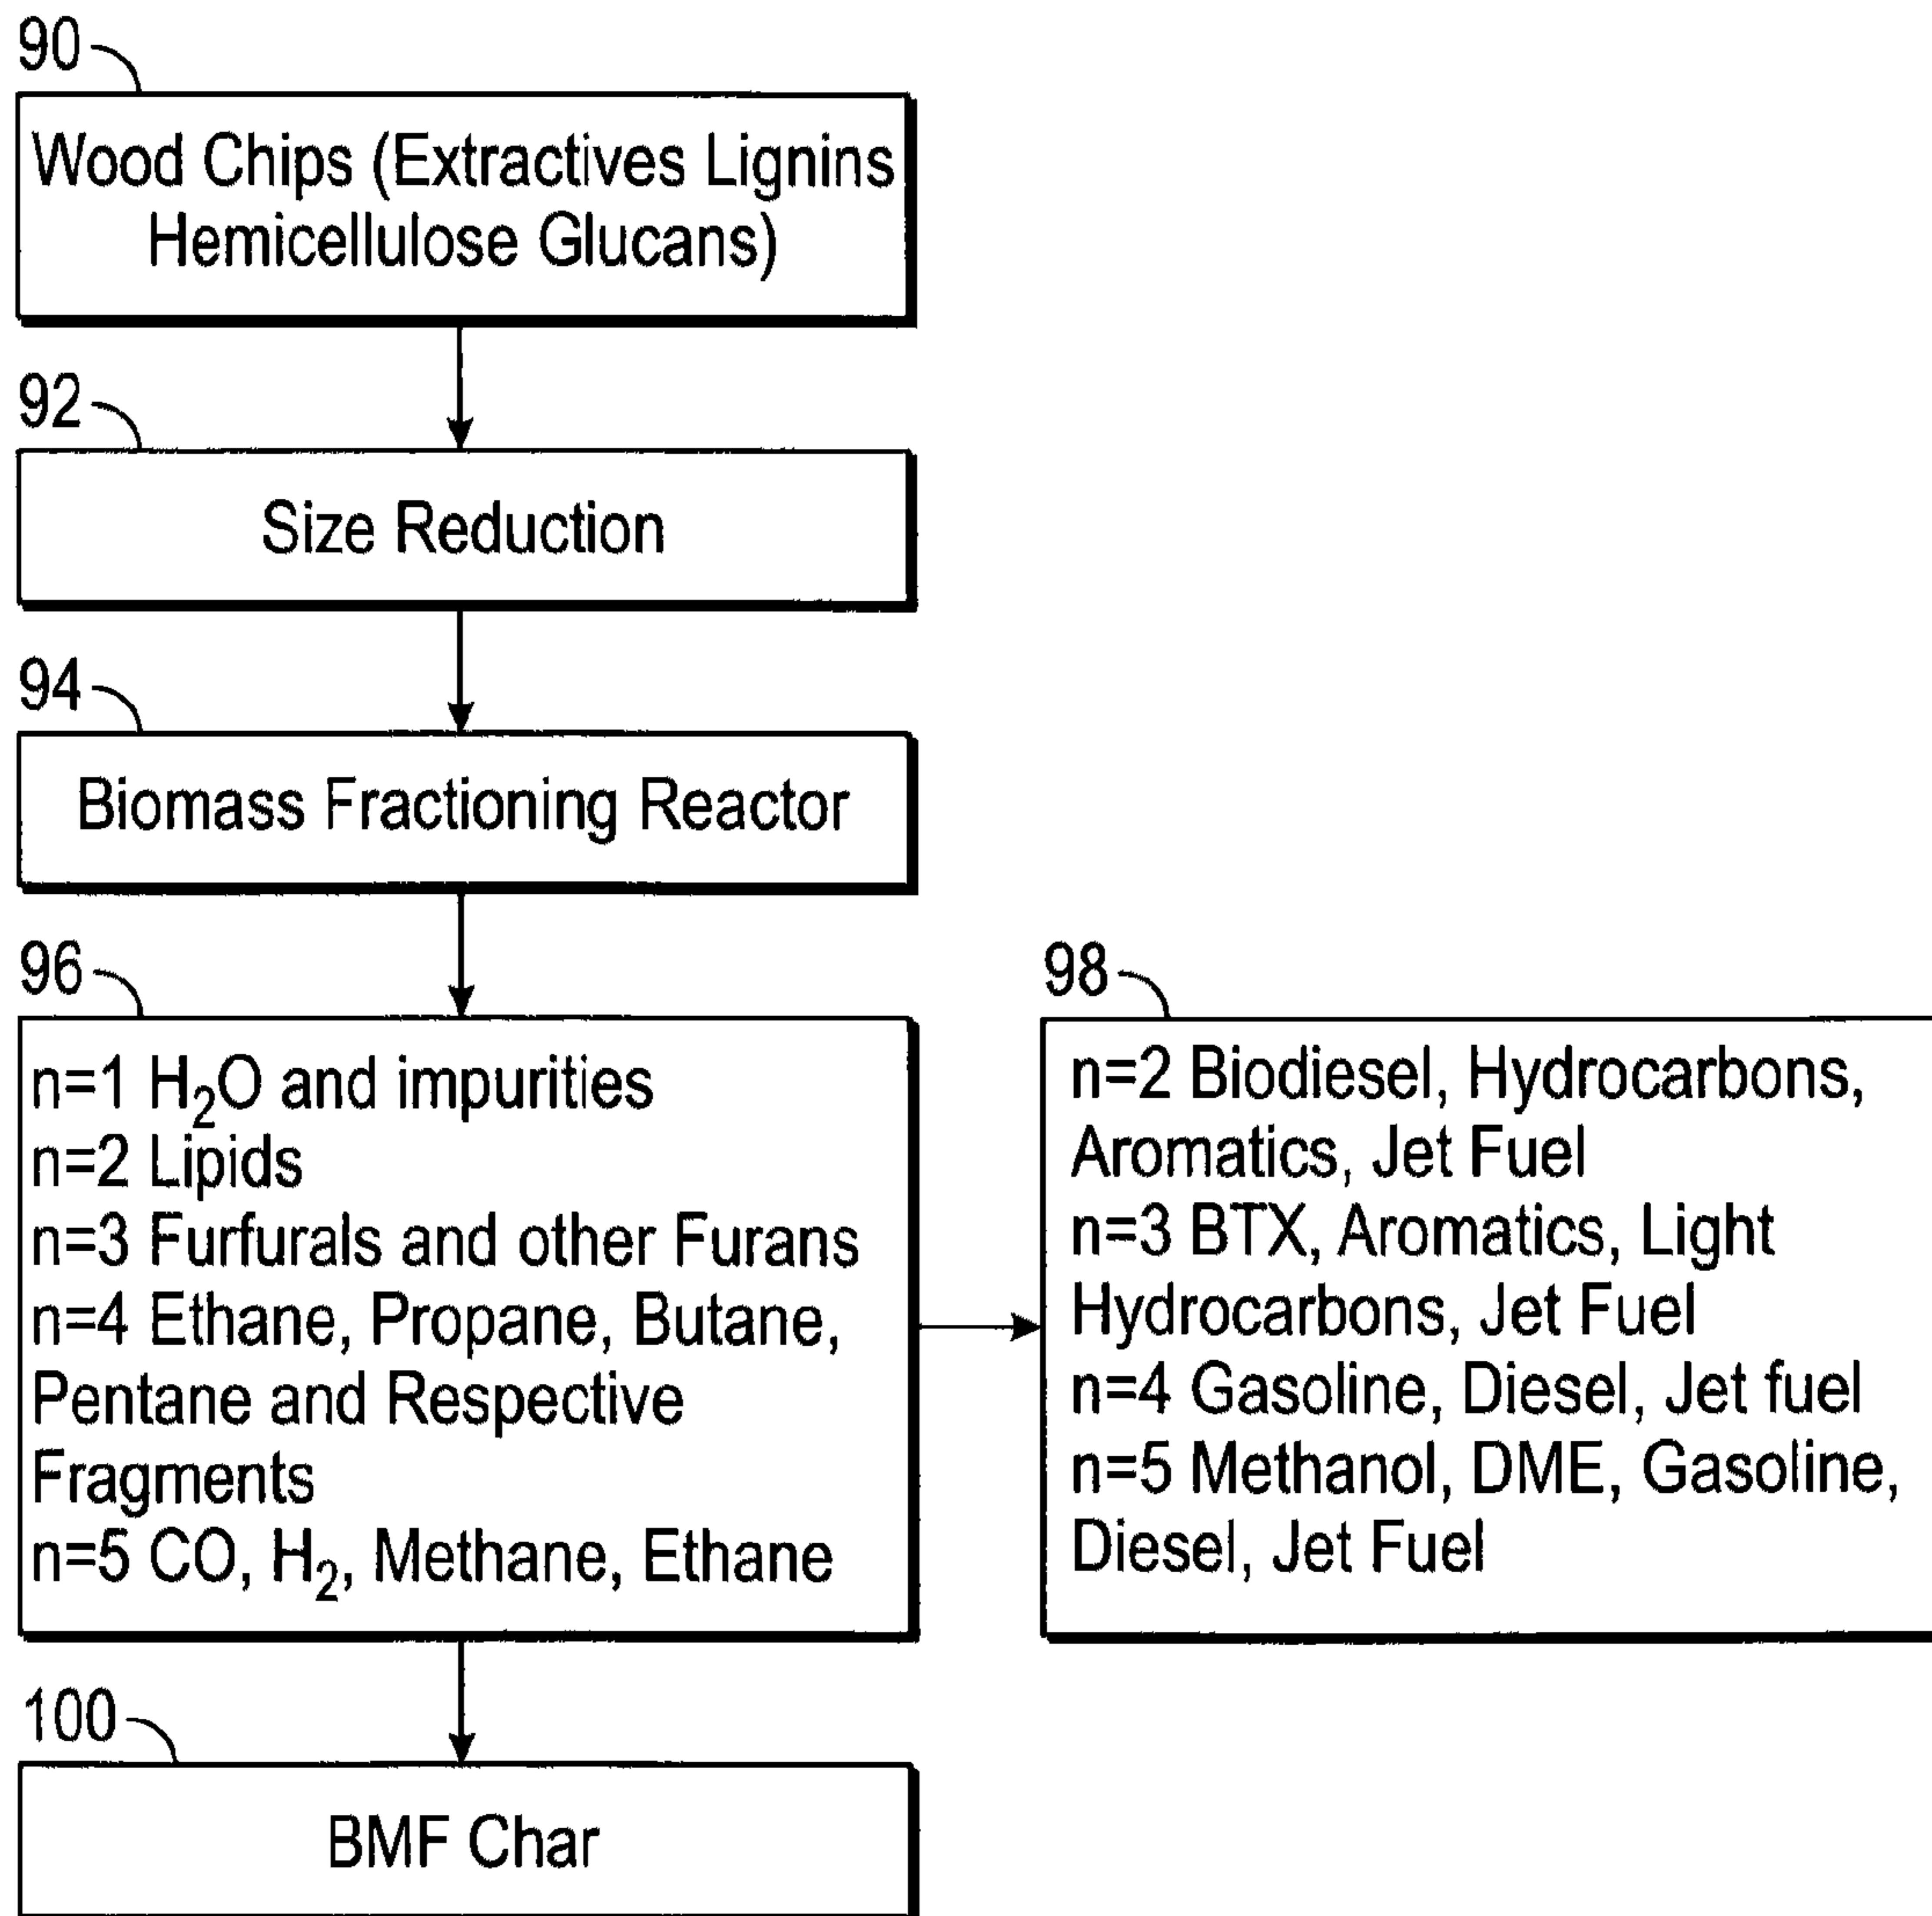 90
Wood Chips (Extractives Lignins
Hemicellulose Glucans)
92
Size Reduction
94
Biomass Fractioning Reactor
96
n=1 H₂O and impurities
n=2 Lipids
n=3 Furfurals and other Furans
n=4 Ethane, Propane, Butane,
Pentane and Respective
Fragments
n=5 CO, H₂, Methane, Ethane
98
n=2 Biodiesel, Hydrocarbons,
Aromatics, Jet Fuel
n=3 BTX, Aromatics, Light
Hydrocarbons, Jet Fuel
n=4 Gasoline, Diesel, Jet fuel
n=5 Methanol, DME, Gasoline,
Diesel, Jet Fuel
100
BMF Char